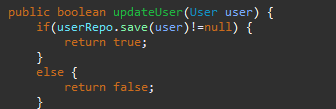 public boolean updateUser(User user) {
    if(userRepo.save(user)!=null) {
        return true;
    }
    else {
        return false;
    }